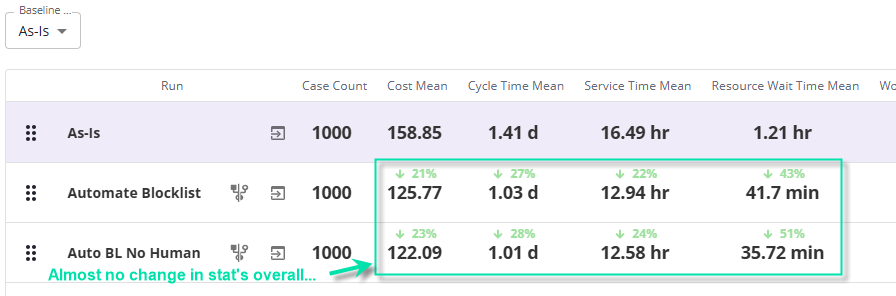 Baseline ...
As-Is
Run Case Count Cost Mean Cycle Time Mean Service Time Mean Resource Wait Time Mean Wo
As-Is 1000 158.85 1.41 d 16.49 hr 1.21 hr
↓ 21% ↓ 27% ↓ 22% ↓ 43%
Automate Blocklist 1000 125.77 1.03 d 12.94 hr 41.7 min
↓ 23% ↓ 28% ↓ 24% ↓ 51%
Auto BL No Human 1000 122.09 1.01 d 12.58 hr 35.72 min
Almost no change in stat's overall...